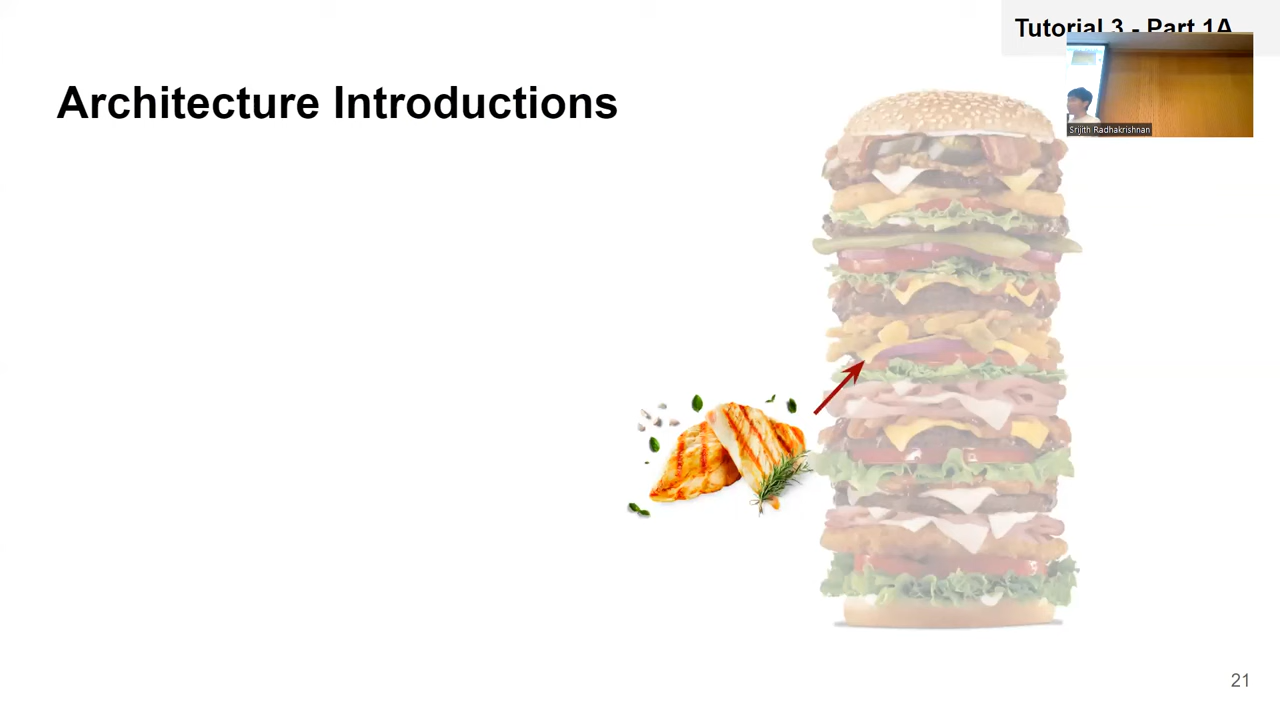 Tutorial 3 - Part 1A
Architecture Introductions
Srijith Radhakrishnan
21